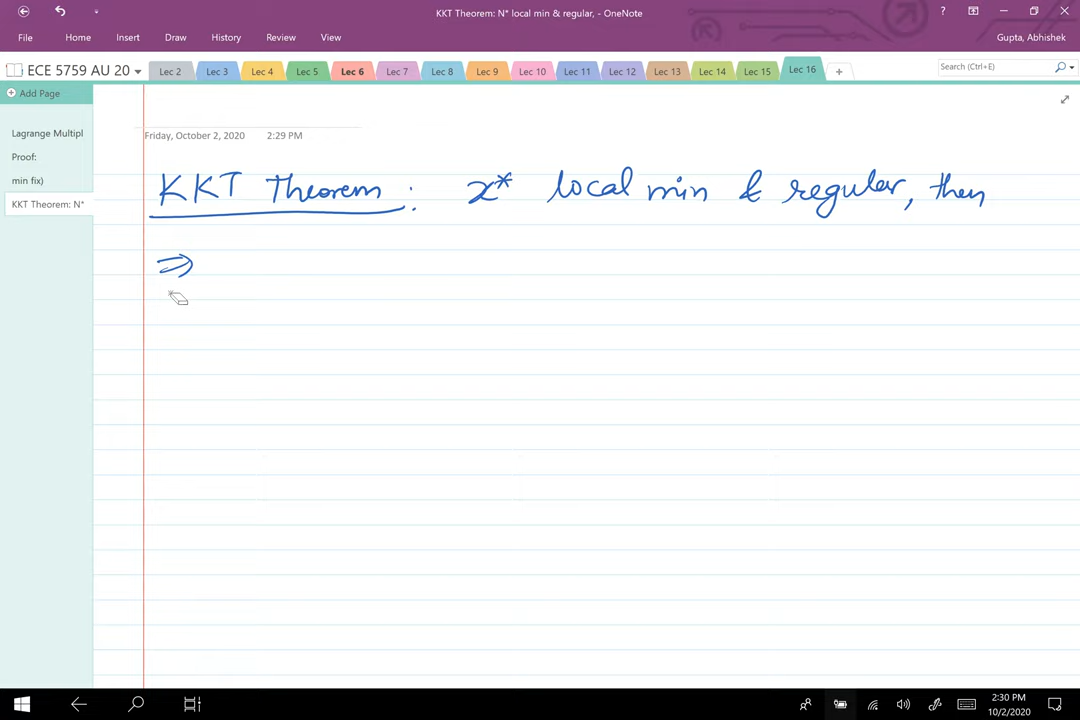 KKT Theorem: N* local min & regular, - OneNote
Gupta, Abhishek
File Home Insert Draw History Review View
ECE 5759 AU 20 Lec 2 Lec 3 Lec 4 Lec 5 Lec 6 Lec 7 Lec 8 Lec 9 Lec 10 Lec 11 Lec 12 Lec 13 Lec 14 Lec 15 Lec 16 +
Search (Ctrl+E)
Add Page
Lagrange Multipl
Proof:
min fix)
KKT Theorem: N*
Friday, October 2, 2020 2:29 PM
KKT Theorem: x* local min & regular, then
⇒
2:30 PM
10/2/2020